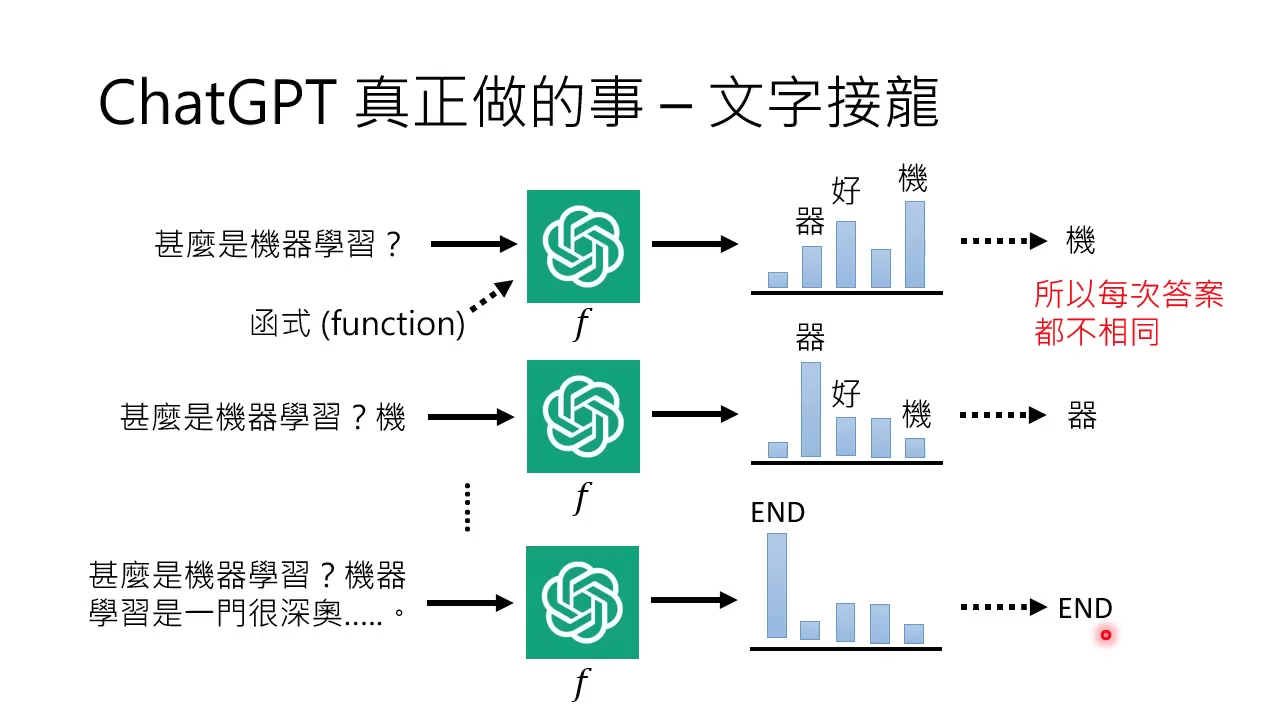 ChatGPT 真正做的事 – 文字接龍
甚麼是機器學習？
函式 (function)
f
器
好
機
機
所以每次答案
都不相同
甚麼是機器學習？機
f
器
好
機
器
甚麼是機器學習？機器
學習是一門很深奧…..。
f
END
END